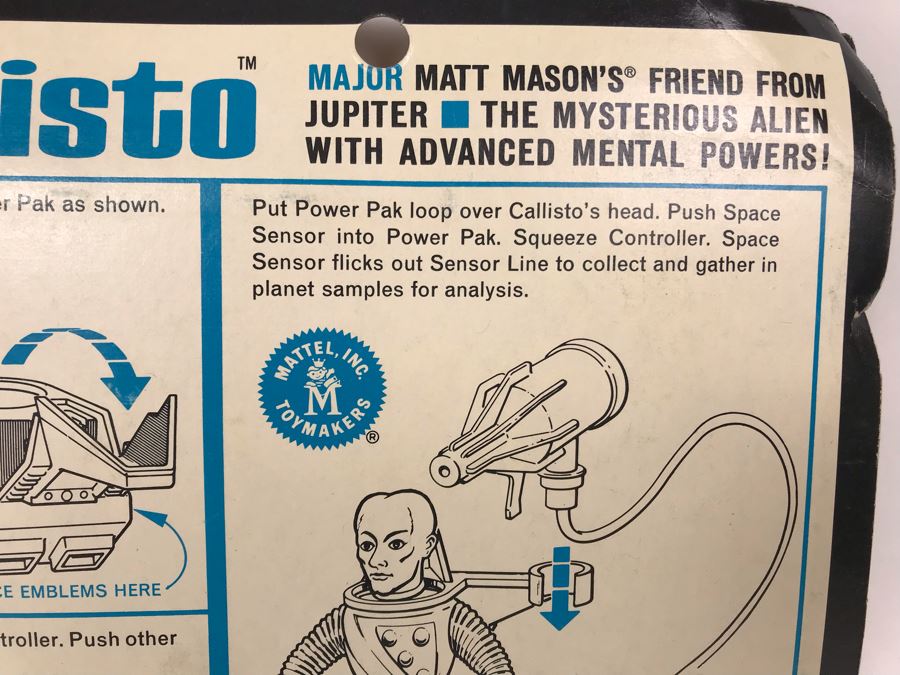 isto™
MAJOR MATT MASON'S® FRIEND FROM
JUPITER ■ THE MYSTERIOUS ALIEN
WITH ADVANCED MENTAL POWERS!
r Pak as shown.
Put Power Pak loop over Callisto's head. Push Space
Sensor into Power Pak. Squeeze Controller. Space
Sensor flicks out Sensor Line to collect and gather in
planet samples for analysis.
MATTEL, INC.
M
TOYMAKERS
®
CE EMBLEMS HERE
troller. Push other